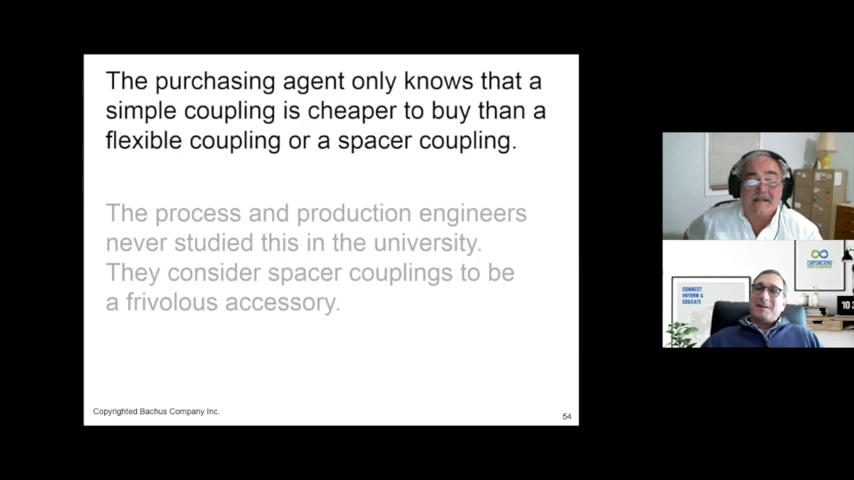 The purchasing agent only knows that a
simple coupling is cheaper to buy than a
flexible coupling or a spacer coupling.
The process and production engineers
never studied this in the university.
They consider spacer couplings to be
a frivolous accessory.
Copyrighted Bachus Company Inc.
54
CONNECT
INFORM &
EDUCATE